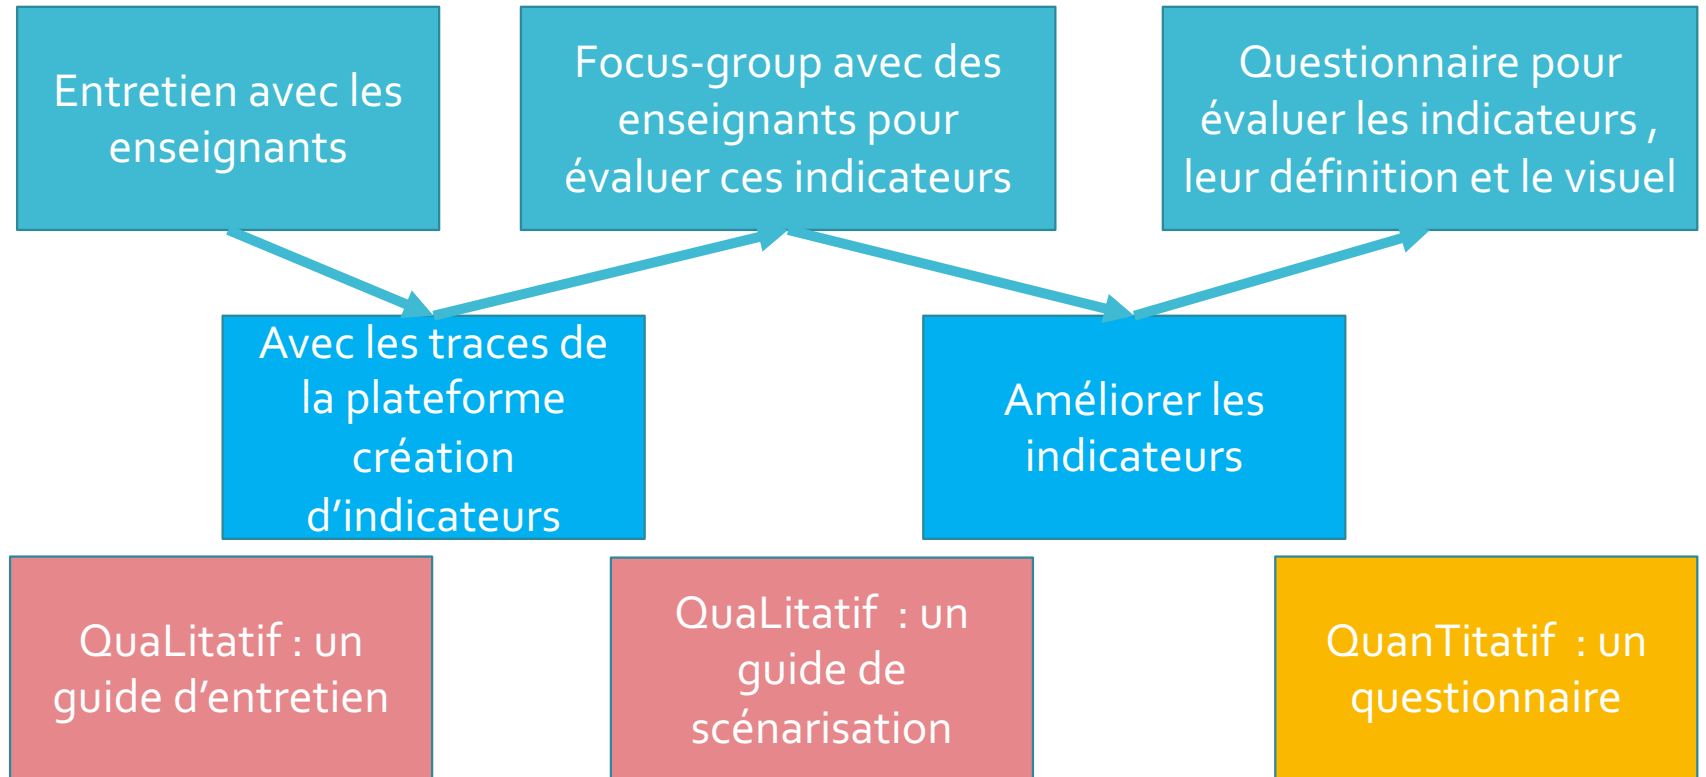 Entretien avec les
enseignants
Focus-group avec des
enseignants pour
évaluer ces indicateurs
Questionnaire pour
évaluer les indicateurs ,
leur définition et le visuel
Avec les traces de
la plateforme
création
d’indicateurs
Améliorer les
indicateurs
QuaLitatif : un
guide d’entretien
QuaLitatif  : un
guide de
scénarisation
QuanTitatif  : un
questionnaire